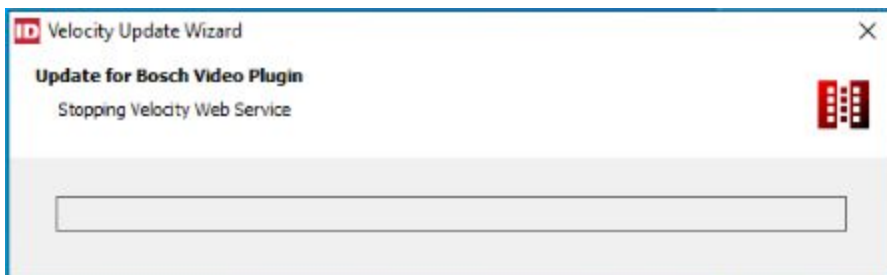 ID Velocity Update Wizard
Update for Bosch Video Plugin
Stopping Velocity Web Service